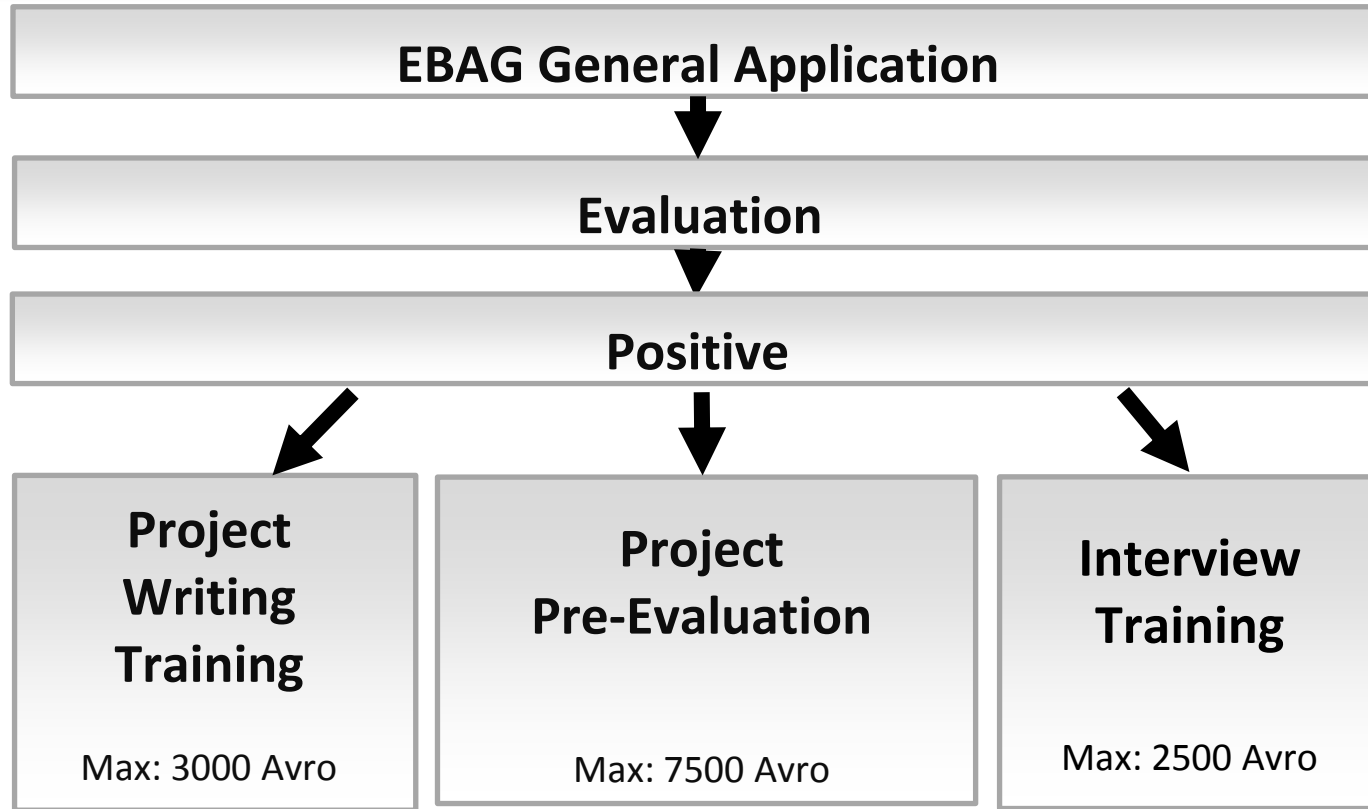 EBAG General Application
Evaluation
Positive
Project
Writing
Training
Max: 3000 Avro
Project
Pre-Evaluation
Max: 7500 Avro
Interview
Training
Max: 2500 Avro